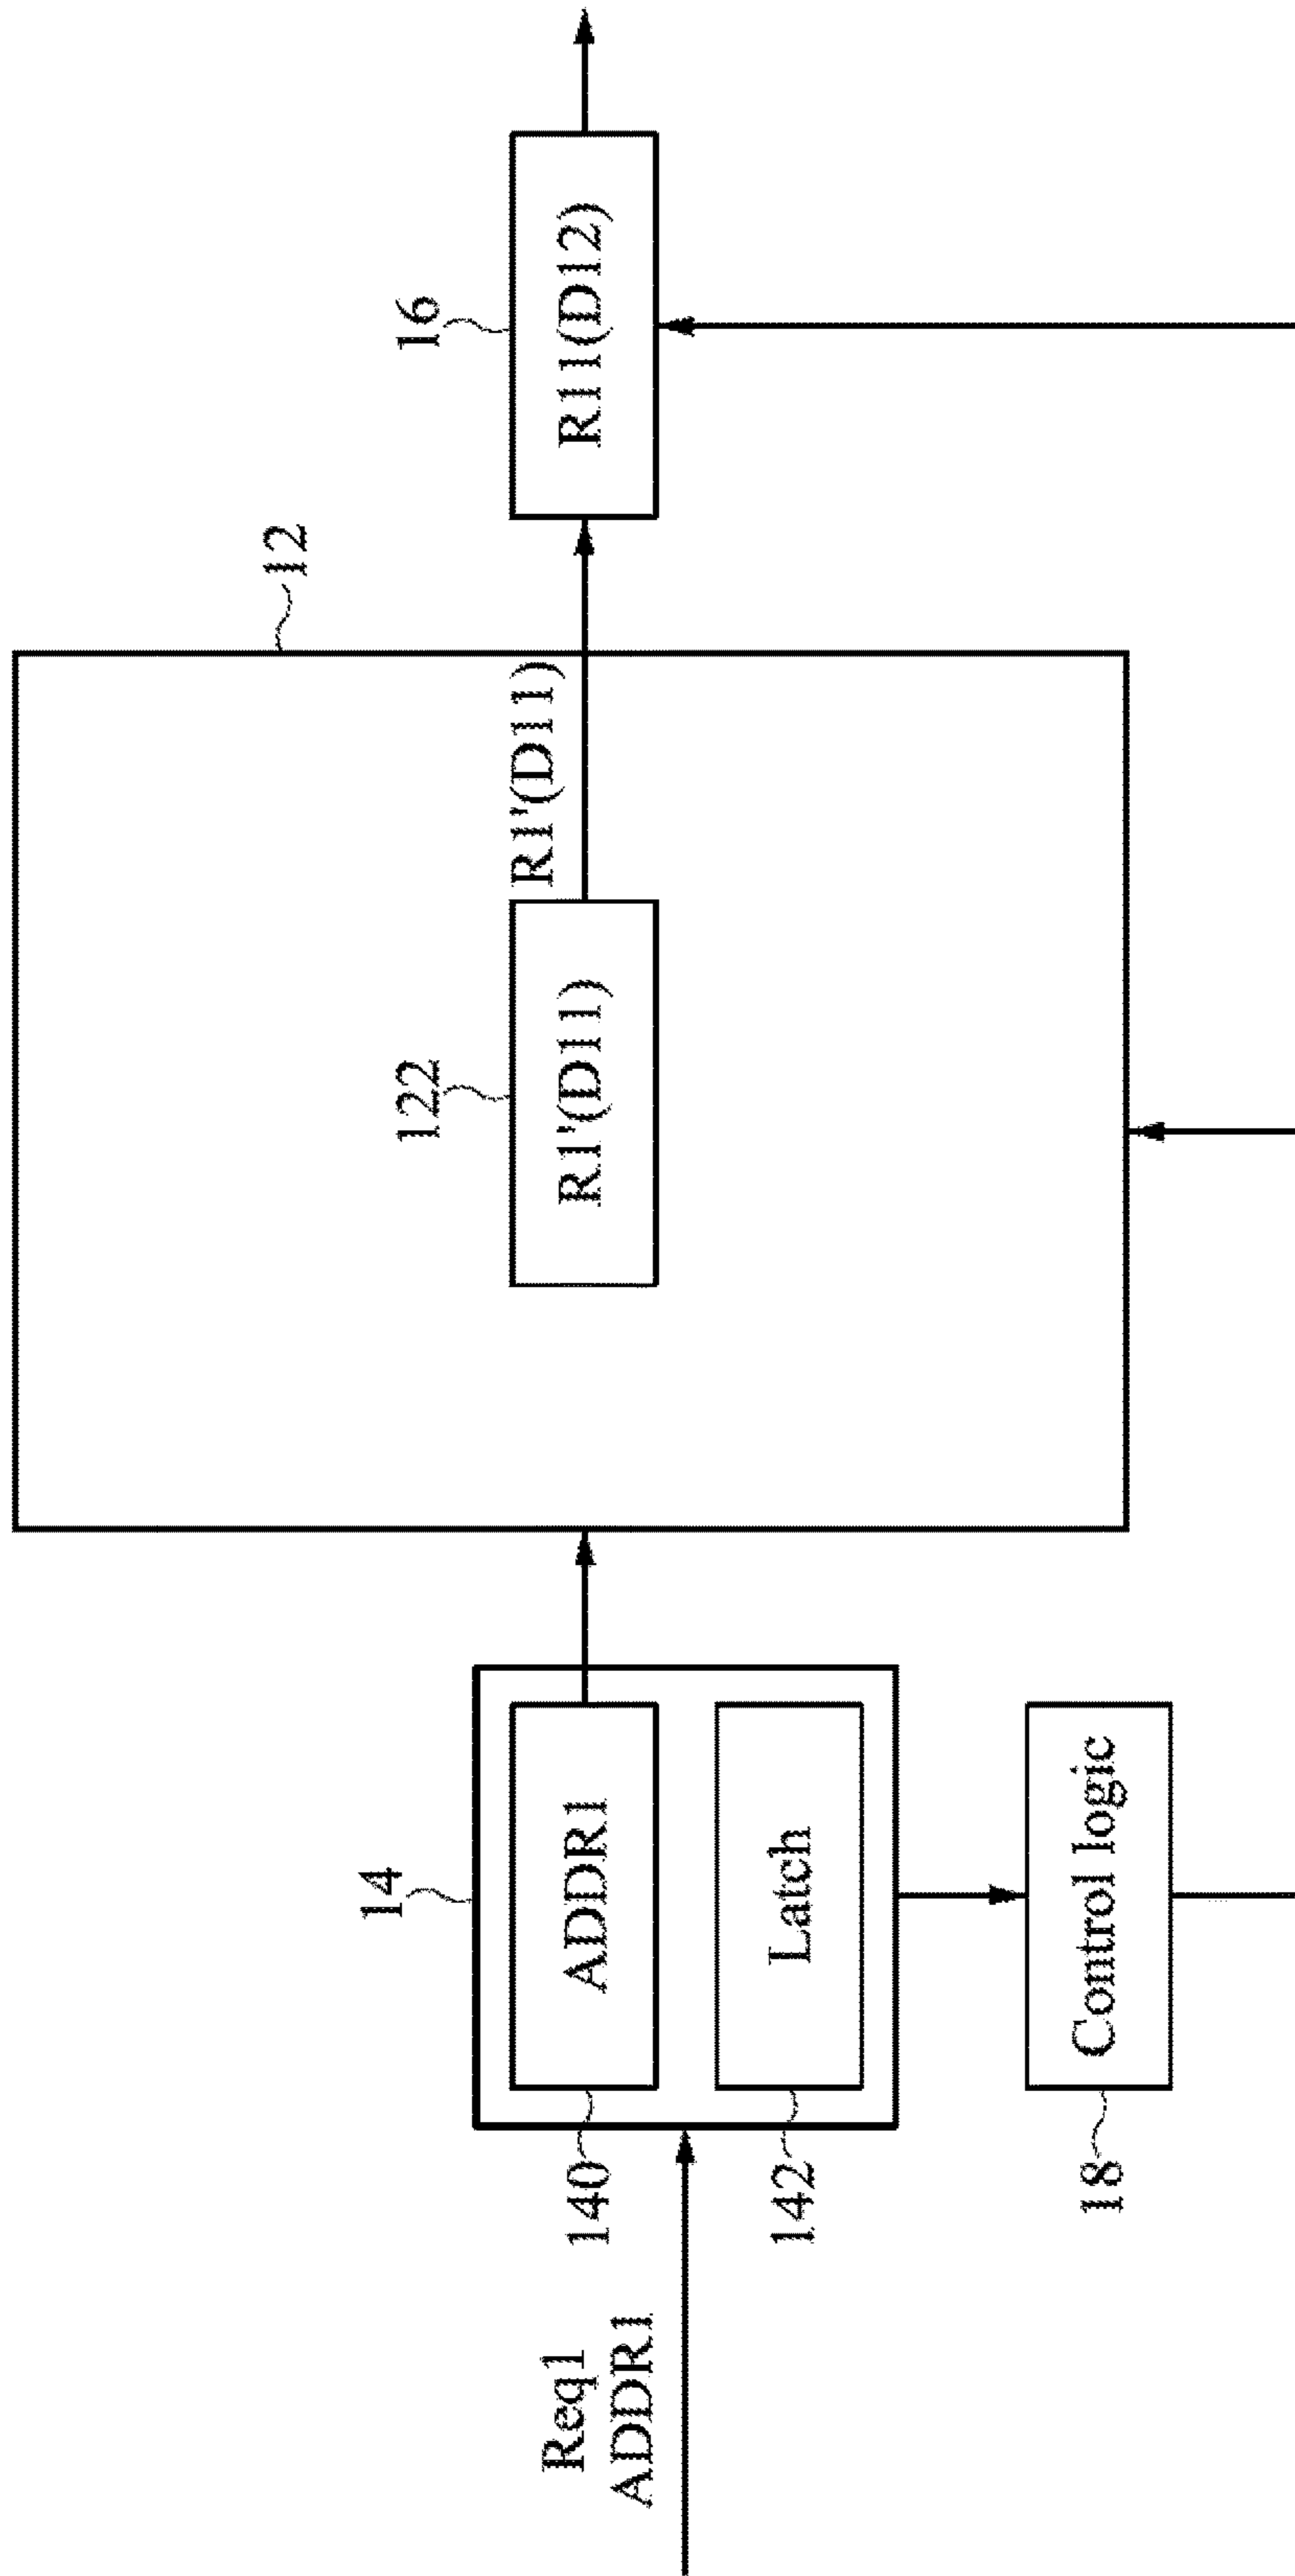 Req1
ADDR1
14
140
ADDR1
142
Latch
18
Control logic
12
122
R1'(D11)
R1'(D11)
16
R11(D12)